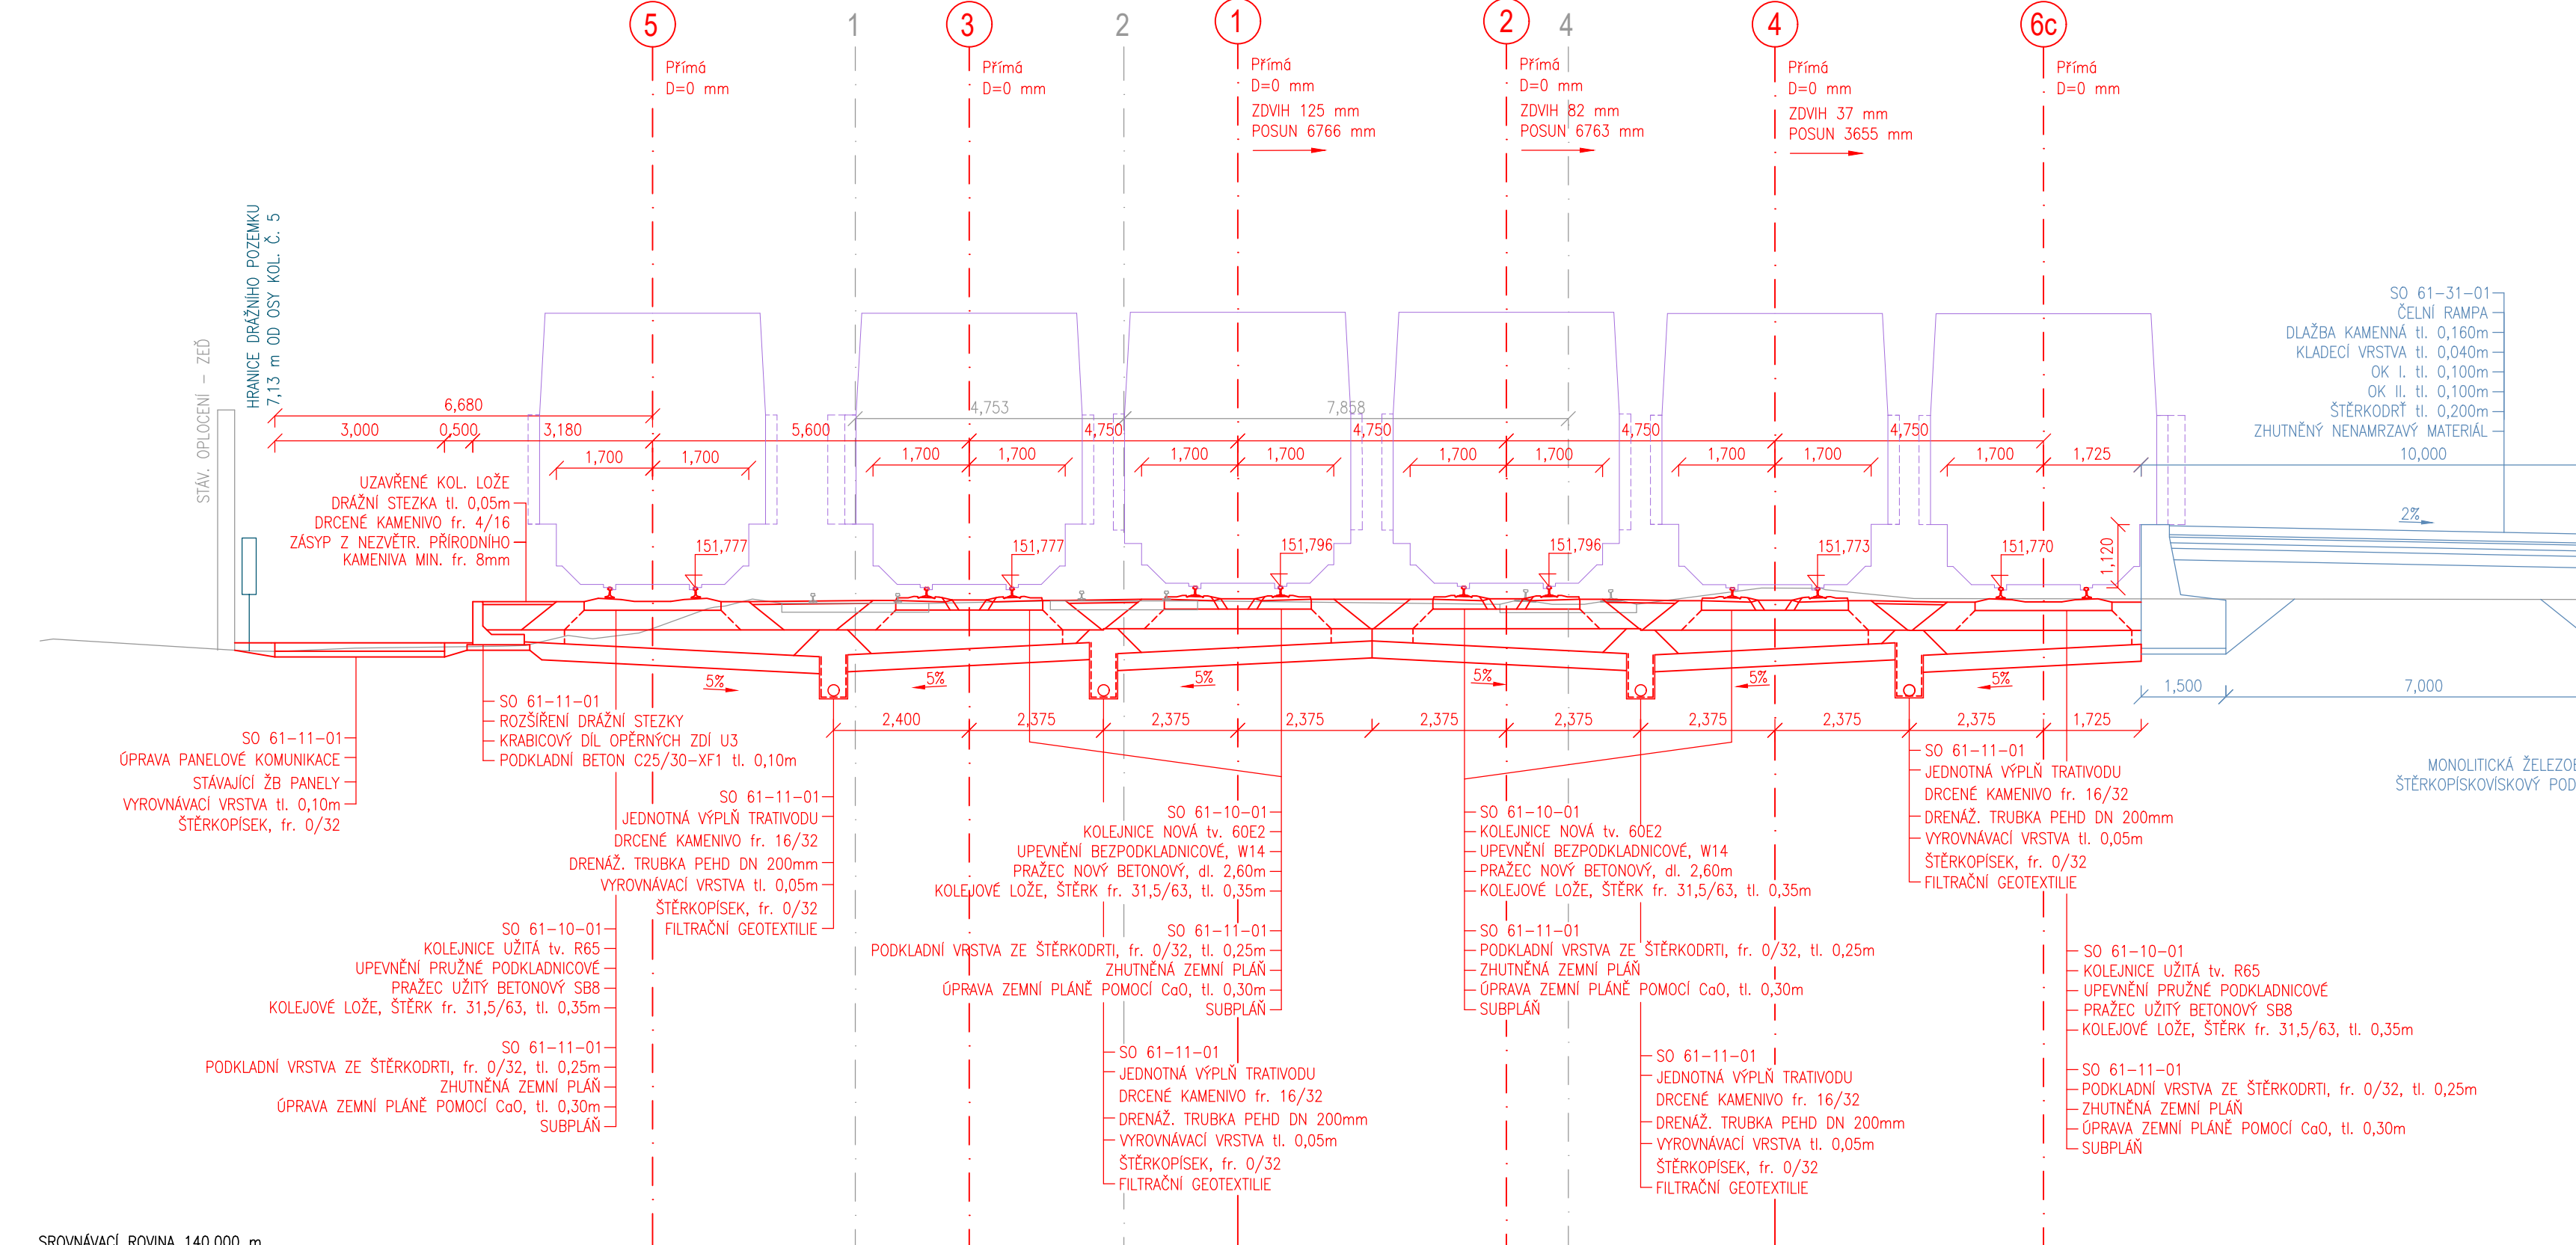 5
1
3
2
1
2
4
4
6c
Přímá
D=0 mm
Přímá
D=0 mm
Přímá
D=0 mm
ZDVIH 125 mm
POSUN 6766 mm
Přímá
D=0 mm
ZDVIH 82 mm
POSUN 6763 mm
Přímá
D=0 mm
ZDVIH 37 mm
POSUN 3655 mm
Přímá
D=0 mm
STÁV. OPLOCENÍ - ZEĎ
HRANICE DRÁŽNÍHO POZEMKU
7,13 m OD OSY KOL. Č. 5
SO 61-31-01
ČELNÍ RAMPA
DLAŽBA KAMENNÁ tl. 0,160m
KLADECÍ VRSTVA tl. 0,040m
OK I. tl. 0,100m
OK II. tl. 0,100m
ŠTĚRKODRŤ tl. 0,200m
ZHUTNĚNÝ NENAMRZAVÝ MATERIÁL
6,680
4,753
7,858
3,000
0,500
3,180
5,600
4,750
4,750
4,750
4,750
1,700
1,700
1,700
1,700
1,700
1,700
1,700
1,700
1,700
1,700
1,700
1,725
10,000
UZAVŘENÉ KOL. LOŽE
DRÁŽNÍ STEZKA tl. 0,05m
DRCENÉ KAMENIVO fr. 4/16
ZÁSYP Z NEZVĚTR. PŘÍRODNÍHO
KAMENIVA MIN. fr. 8mm
151,777
151,777
151,796
151,796
151,773
151,770
1,120
2%
5%
5%
5%
5%
5%
5%
1,500
7,000
2,400
2,375
2,375
2,375
2,375
2,375
2,375
2,375
2,375
1,725
SO 61-11-01
ROZŠÍŘENÍ DRÁŽNÍ STEZKY
KRABICOVÝ DÍL OPĚRNÝCH ZDÍ U3
PODKLADNÍ BETON C25/30-XF1 tl. 0,10m
SO 61-11-01
ÚPRAVA PANELOVÉ KOMUNIKACE
STÁVAJÍCÍ ŽB PANELY
VYROVNÁVACÍ VRSTVA tl. 0,10m
ŠTĚRKOPÍSEK, fr. 0/32
SO 61-11-01
JEDNOTNÁ VÝPLŇ TRATIVODU
DRCENÉ KAMENIVO fr. 16/32
DRENÁŽ. TRUBKA PEHD DN 200mm
VYROVNÁVACÍ VRSTVA tl. 0,05m
ŠTĚRKOPÍSEK, fr. 0/32
FILTRAČNÍ GEOTEXTILIE
SO 61-10-01
KOLEJNICE NOVÁ tv. 60E2
UPEVNĚNÍ BEZPODKLADNICOVÉ, W14
PRAŽEC NOVÝ BETONOVÝ, dl. 2,60m
KOLEJOVÉ LOŽE, ŠTĚRK fr. 31,5/63, tl. 0,35m
SO 61-11-01
PODKLADNÍ VRSTVA ZE ŠTĚRKODRTI, fr. 0/32, tl. 0,25m
ZHUTNĚNÁ ZEMNÍ PLÁŇ
ÚPRAVA ZEMNÍ PLÁNĚ POMOCÍ CaO, tl. 0,30m
SUBPLÁŇ
SO 61-10-01
KOLEJNICE NOVÁ tv. 60E2
UPEVNĚNÍ BEZPODKLADNICOVÉ, W14
PRAŽEC NOVÝ BETONOVÝ, dl. 2,60m
KOLEJOVÉ LOŽE, ŠTĚRK fr. 31,5/63, tl. 0,35m
SO 61-11-01
PODKLADNÍ VRSTVA ZE ŠTĚRKODRTI, fr. 0/32, tl. 0,25m
ZHUTNĚNÁ ZEMNÍ PLÁŇ
ÚPRAVA ZEMNÍ PLÁNĚ POMOCÍ CaO, tl. 0,30m
SUBPLÁŇ
SO 61-11-01
JEDNOTNÁ VÝPLŇ TRATIVODU
DRCENÉ KAMENIVO fr. 16/32
DRENÁŽ. TRUBKA PEHD DN 200mm
VYROVNÁVACÍ VRSTVA tl. 0,05m
ŠTĚRKOPÍSEK, fr. 0/32
FILTRAČNÍ GEOTEXTILIE
MONOLITICKÁ
ŠTĚRKOPÍSKOVÍSKOVÝ
SO 61-10-01
KOLEJNICE UŽITÁ tv. R65
UPEVNĚNÍ PRUŽNÉ PODKLADNICOVÉ
PRAŽEC UŽITÝ BETONOVÝ SB8
KOLEJOVÉ LOŽE, ŠTĚRK fr. 31,5/63, tl. 0,35m
SO 61-11-01
PODKLADNÍ VRSTVA ZE ŠTĚRKODRTI, fr. 0/32, tl. 0,25m
ZHUTNĚNÁ ZEMNÍ PLÁŇ
ÚPRAVA ZEMNÍ PLÁNĚ POMOCÍ CaO, tl. 0,30m
SUBPLÁŇ
SO 61-11-01
JEDNOTNÁ VÝPLŇ TRATIVODU
DRCENÉ KAMENIVO fr. 16/32
DRENÁŽ. TRUBKA PEHD DN 200mm
VYROVNÁVACÍ VRSTVA tl. 0,05m
ŠTĚRKOPÍSEK, fr. 0/32
FILTRAČNÍ GEOTEXTILIE
SO 61-11-01
JEDNOTNÁ VÝPLŇ TRATIVODU
DRCENÉ KAMENIVO fr. 16/32
DRENÁŽ. TRUBKA PEHD DN 200mm
VYROVNÁVACÍ VRSTVA tl. 0,05m
ŠTĚRKOPÍSEK, fr. 0/32
FILTRAČNÍ GEOTEXTILIE
SO 61-10-01
KOLEJNICE UŽITÁ tv. R65
UPEVNĚNÍ PRUŽNÉ PODKLADNICOVÉ
PRAŽEC UŽITÝ BETONOVÝ SB8
KOLEJOVÉ LOŽE, ŠTĚRK fr. 31,5/63, tl. 0,35m
SO 61-11-01
PODKLADNÍ VRSTVA ZE ŠTĚRKODRTI, fr. 0/32, tl. 0,25m
ZHUTNĚNÁ ZEMNÍ PLÁŇ
ÚPRAVA ZEMNÍ PLÁNĚ POMOCÍ CaO, tl. 0,30m
SUBPLÁŇ
SROVNÁVACÍ ROVINA 140,000 m